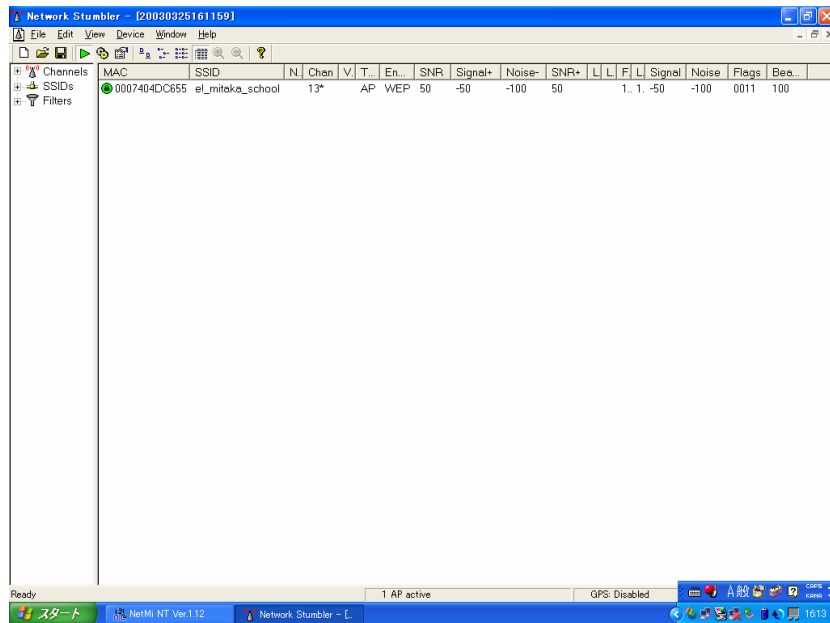 Network Stumbler - [20030325161159]
File Edit View Device Window Help
Channels
SSIDs
Filters
MAC SSID N.. Chan V.. T... En... SNR Signal+ Noise- SNR+ L. L. F. L. Signal Noise Flags Bea...
0007404DC655 el_mitaka_school 13* AP WEP 50 -50 -100 50 1.. 1.. -50 -100 0011 100
Ready 1 AP active GPS: Disabled
A般 CAPS KANA
スタート NetMi NT Ver.1.12 Network Stumbler - [.. 16:13